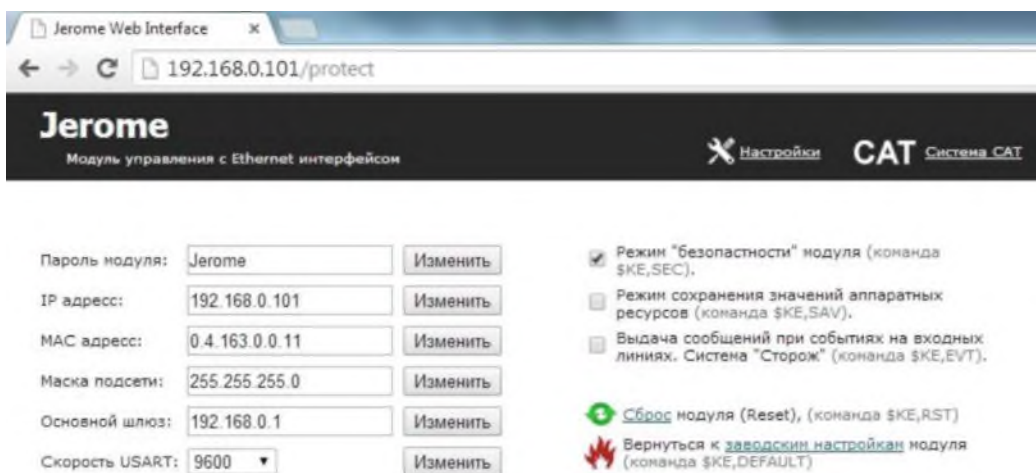 Jerome Web Interface
192.168.0.101/protect
Jerome
Модуль управления с Ethernet интерфейсом
Настройки
CAT Система CAT
Пароль модуля: Jerome Изменить
IP адресс: 192.168.0.101 Изменить
MAC адресс: 0.4.163.0.0.11 Изменить
Маска подсети: 255.255.255.0 Изменить
Основной шлюз: 192.168.0.1 Изменить
Скорость USART: 9600 Изменить
Режим "безопастности" модуля (команда
$KE,SEC).
Режим сохранения значений аппаратных
ресурсов (команда $KE,SAV).
Выдача сообщений при событиях на входных
линиях. Система "Сторож" (команда $KE,EVT).
Сброс модуля (Reset), (команда $KE,RST)
Вернуться к заводским настройкам модуля
(команда $KE,DEFAULT)